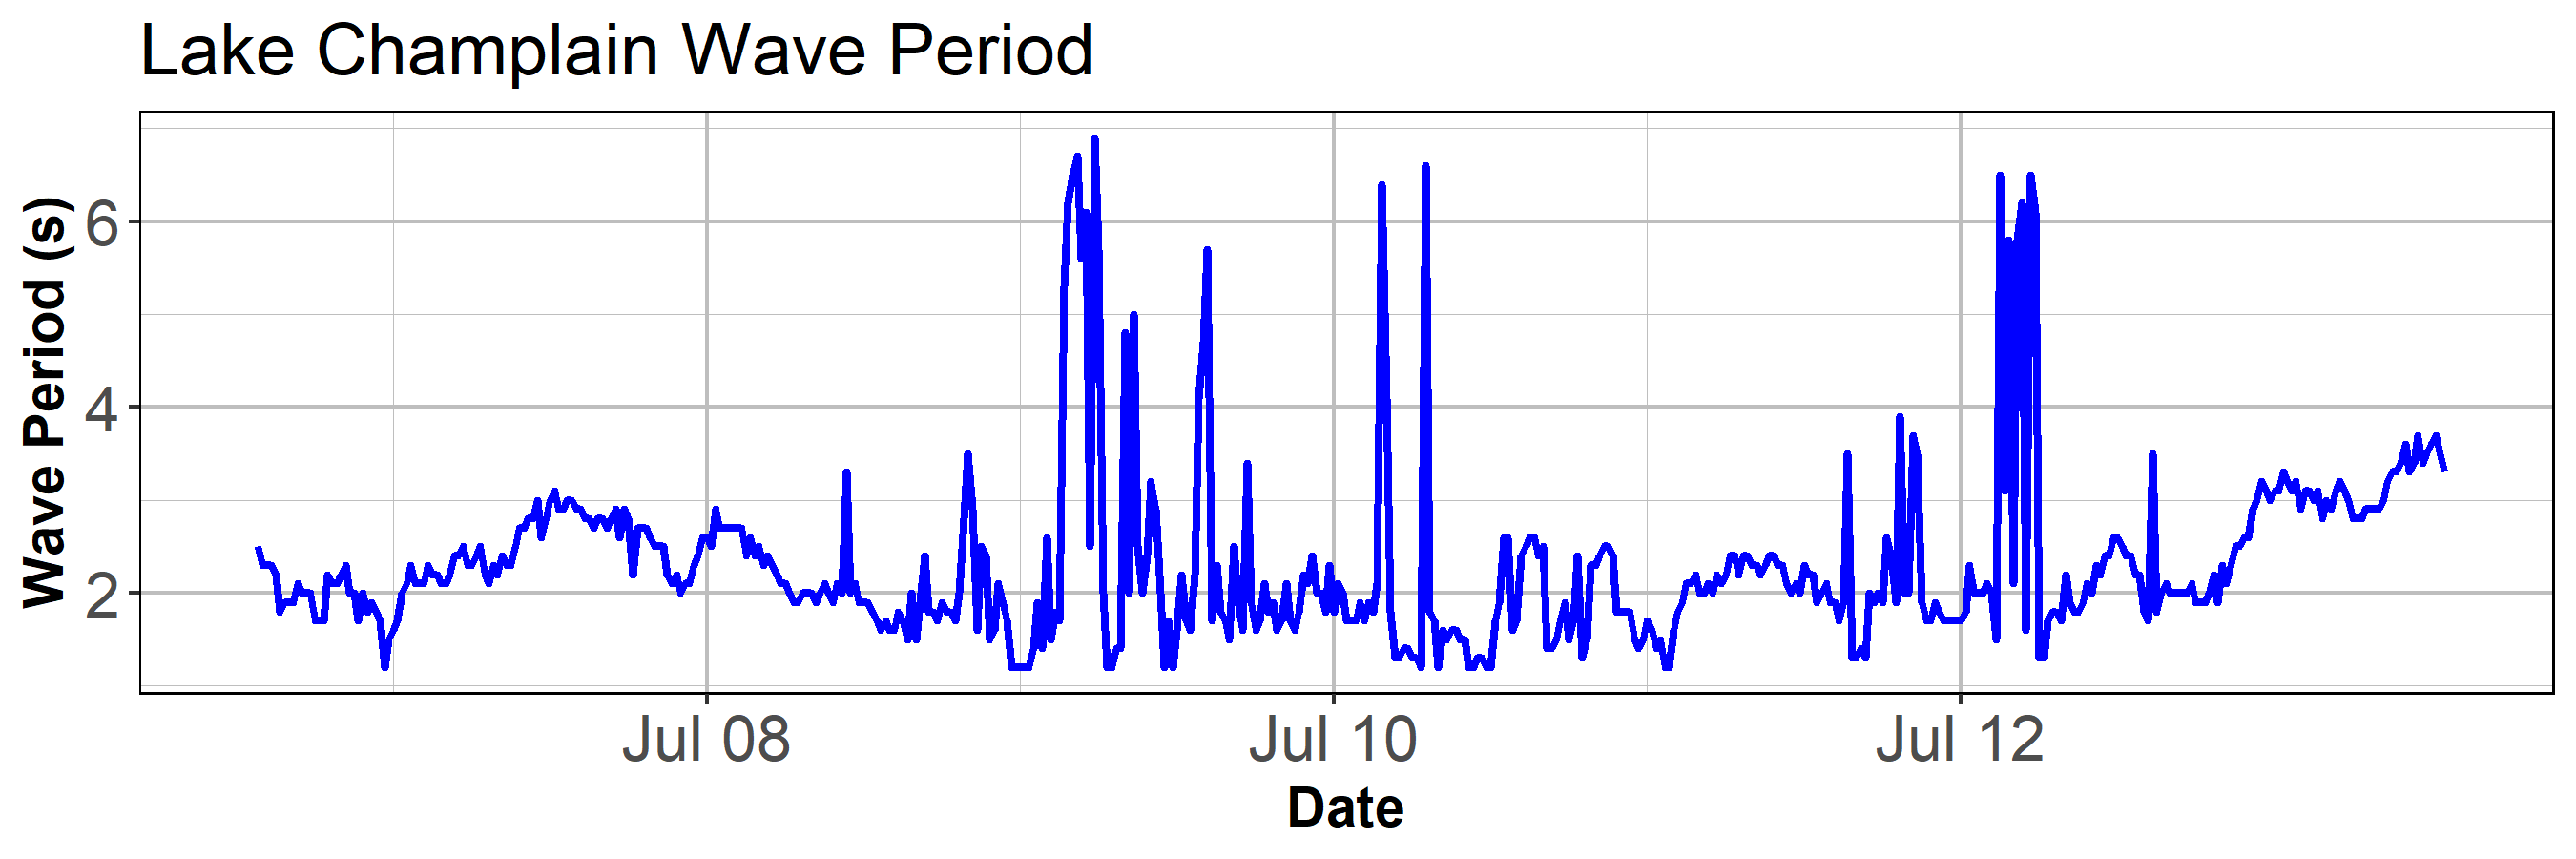 Lake Champlain Wave Period
Wave Period (s)
6
4
2
Jul 08
Jul 10
Jul 12
Date